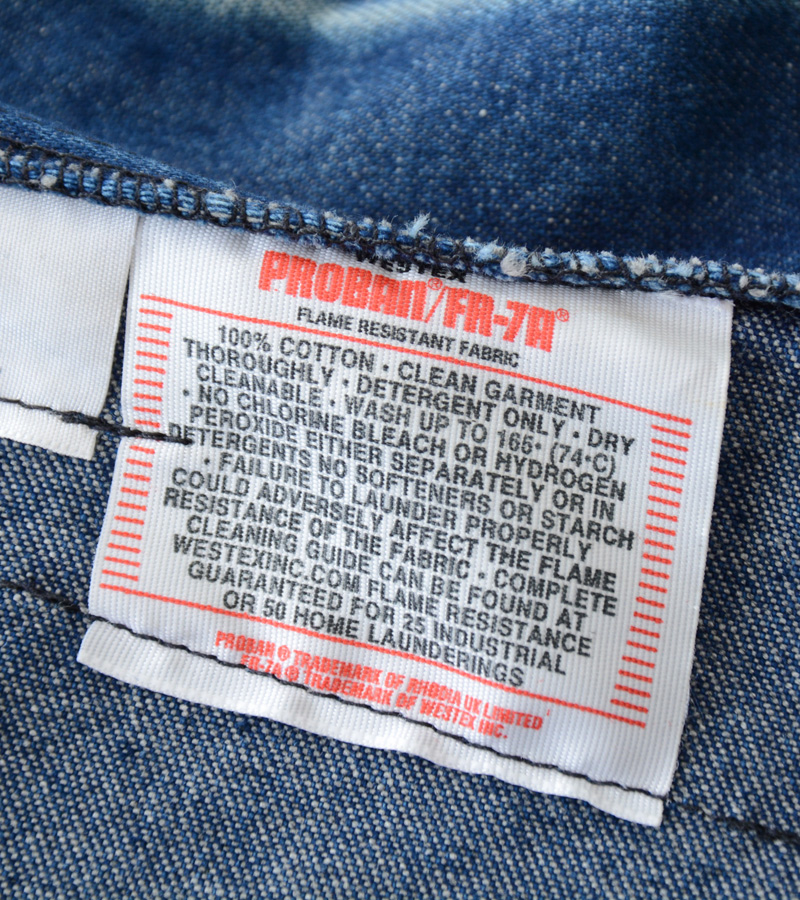 WESTEX
PROBAN®/FR-7A®
FLAME RESISTANT FABRIC
100% COTTON · CLEAN GARMENT
THOROUGHLY · DETERGENT ONLY · DRY
CLEANABLE · WASH UP TO 165° (74°C)
· NO CHLORINE BLEACH OR HYDROGEN
PEROXIDE EITHER SEPARATELY OR IN
DETERGENTS NO SOFTENERS OR STARCH
· FAILURE TO LAUNDER PROPERLY
COULD ADVERSELY AFFECT THE FLAME
RESISTANCE OF THE FABRIC · COMPLETE
CLEANING GUIDE CAN BE FOUND AT
WESTEXINC.COM FLAME RESISTANCE
GUARANTEED FOR 25 INDUSTRIAL
OR 50 HOME LAUNDERINGS
PROBAN ® TRADEMARK OF RHODIA UK LIMITED
FR-7A ® TRADEMARK OF WESTEX INC.